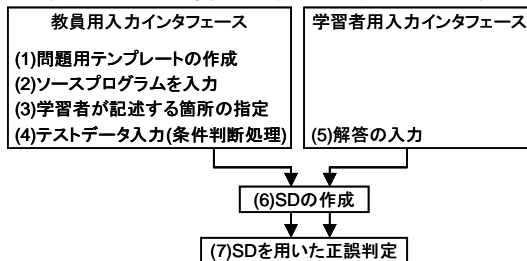 教員用入力インタフェース
(1)問題用テンプレートの作成
(2)ソースプログラムを入力
(3)学習者が記述する箇所の指定
(4)テストデータ入力(条件判断処理)
学習者用入力インタフェース
(5)解答の入力
(6)SDの作成
(7)SDを用いた正誤判定